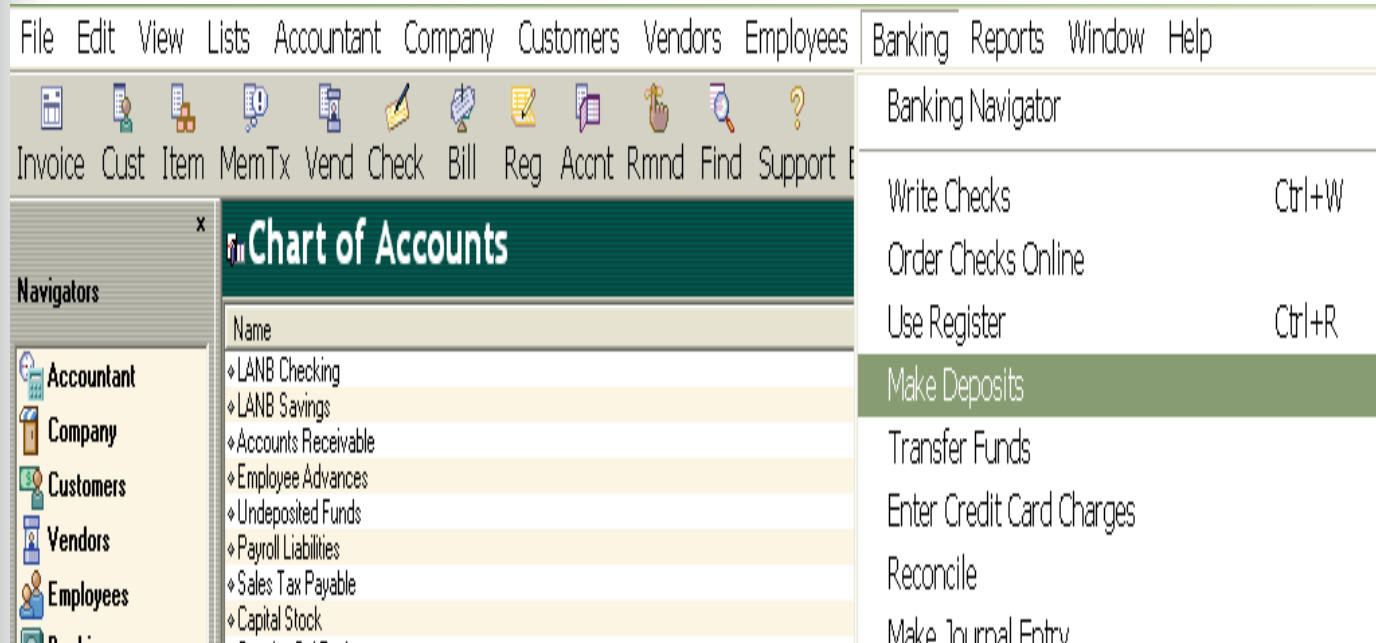 File Edit View Lists Accountant Company Customers Vendors Employees Banking Reports Window Help
Invoice Cust Item MemTx Vend Check Bill Reg Accnt Rmnd Find Support
Navigators
Accountant
Company
Customers
Vendors
Employees
Chart of Accounts
Name
LANB Checking
LANB Savings
Accounts Receivable
Employee Advances
Undeposited Funds
Payroll Liabilities
Sales Tax Payable
Capital Stock
Banking Navigator
Write Checks Ctrl+W
Order Checks Online
Use Register Ctrl+R
Make Deposits
Transfer Funds
Enter Credit Card Charges
Reconcile
Make Journal Entry